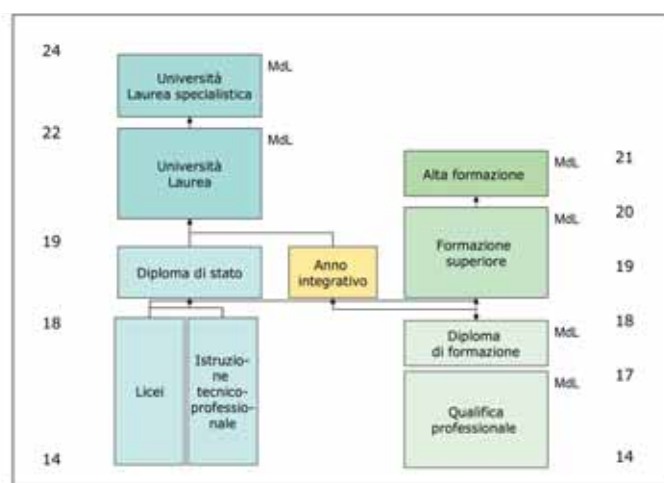 24
Università
Laurea specialistica
MdL
22
Università
Laurea
MdL
Alta formazione
MdL
21
20
19
Diploma di stato
Anno
integrativo
Formazione
superiore
MdL
19
18
Licei
Istruzio-
ne
tecnico-
professio-
nale
Diploma
di formazione
MdL
18
17
Qualifica
professionale
MdL
14
14